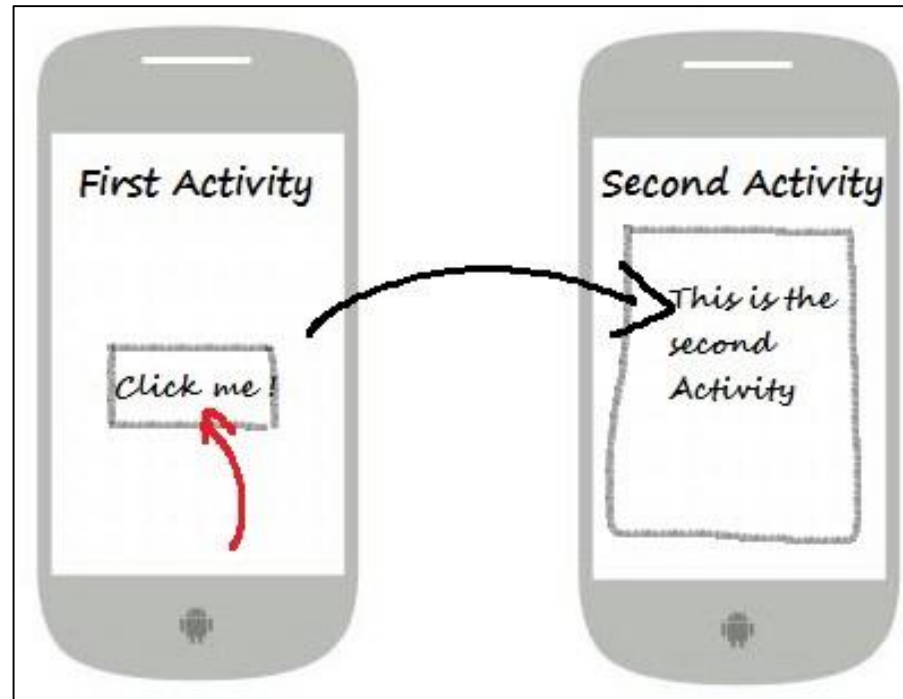 First Activity
Click me !
Second Activity
This is the
second
Activity